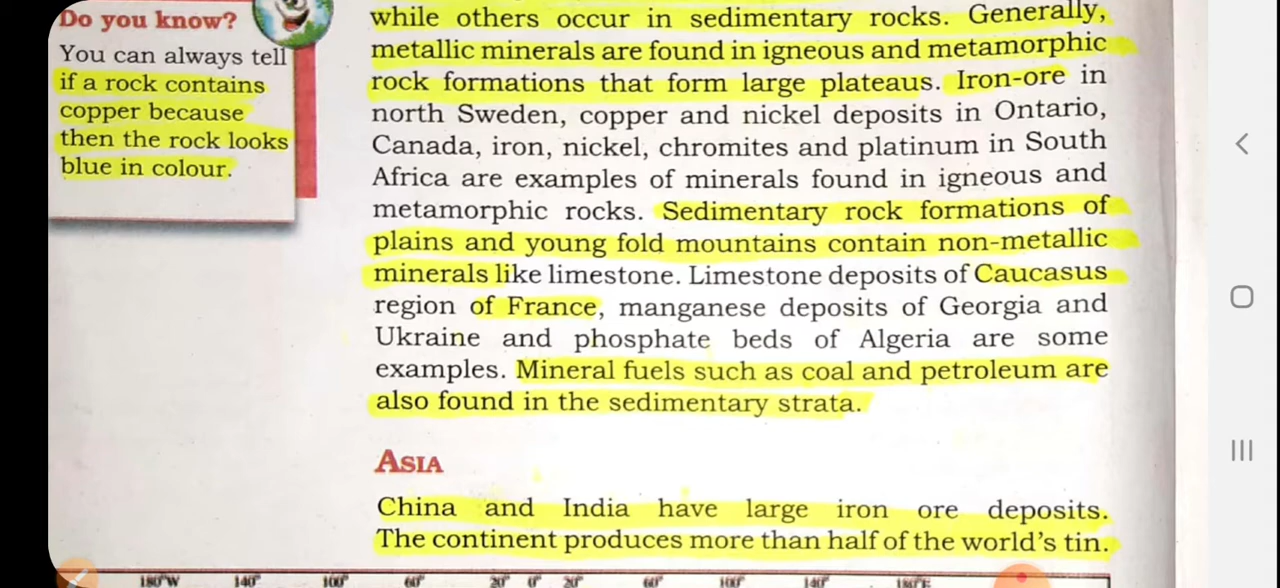 Do you know?
You can always tell
if a rock contains
copper because
then the rock looks
blue in colour.
while others occur in sedimentary rocks. Generally,
metallic minerals are found in igneous and metamorphic
rock formations that form large plateaus. Iron-ore in
north Sweden, copper and nickel deposits in Ontario,
Canada, iron, nickel, chromites and platinum in South
Africa are examples of minerals found in igneous and
metamorphic rocks. Sedimentary rock formations of
plains and young fold mountains contain non-metallic
minerals like limestone. Limestone deposits of Caucasus
region of France, manganese deposits of Georgia and
Ukraine and phosphate beds of Algeria are some
examples. Mineral fuels such as coal and petroleum are
also found in the sedimentary strata.
ASIA
China and India have large iron ore deposits.
The continent produces more than half of the world's tin.
180°W 140° 100° 60° 20° 0° 20° 60° 100° 140° 180°E